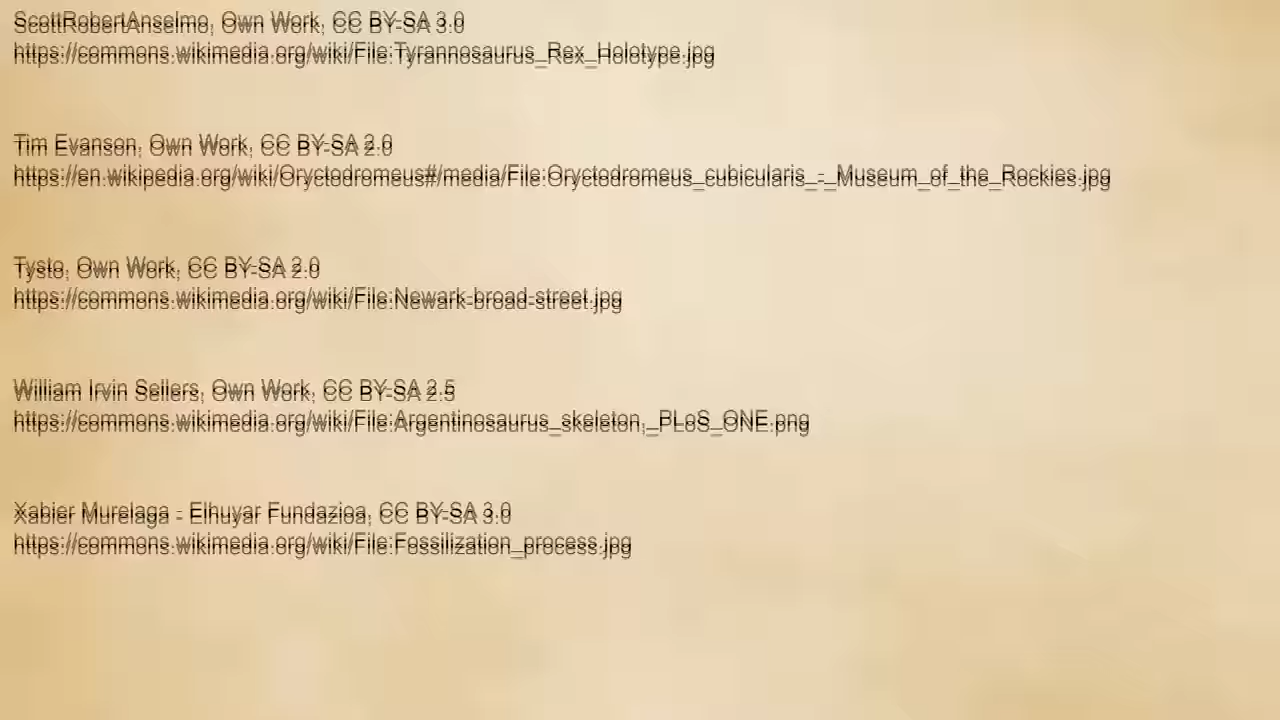 ScottRobertAnselmo, Own Work, CC BY-SA 3.0
https://commons.wikimedia.org/wiki/File:Tyrannosaurus_Rex_Holotype.jpg
Tim Evanson, Own Work, CC BY-SA 2.0
https://en.wikipedia.org/wiki/Oryctodromeus#/media/File:Oryctodromeus_cubicularis_-_Museum_of_the_Rockies.jpg
Tysto, Own Work, CC BY-SA 2.0
https://commons.wikimedia.org/wiki/File:Newark-broad-street.jpg
William Irvin Sellers, Own Work, CC BY-SA 2.5
https://commons.wikimedia.org/wiki/File:Argentinosaurus_skeleton,_PLoS_ONE.png
Xabier Murelaga - Elhuyar Fundazioa, CC BY-SA 3.0
https://commons.wikimedia.org/wiki/File:Fossilization_process.jpg